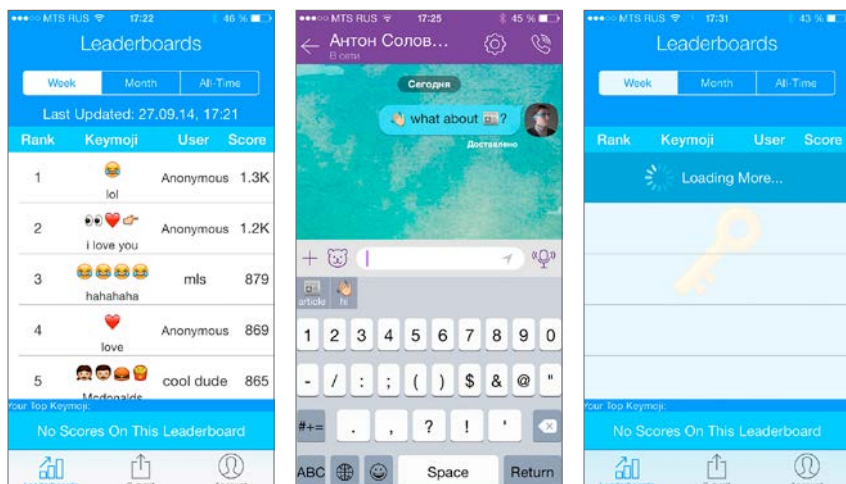 MTS RUS 17:22 46 %
Leaderboards
Week Month All-Time
Last Updated: 27.09.14, 17:21
Rank Keymoji User Score
1 😂 Anonymous 1.3K
lol
2 👀❤️👉 Anonymous 1.2K
i love you
3 😂😂😂😂 mls 879
hahahaha
4 ❤️ Anonymous 869
love
5 👧👦🍔🍟 cool dude 865
Mcdonalds
Your Top Keymoji:
No Scores On This Leaderboard
Leaderboards
MTS RUS 17:25 45 %
Антон Солов...
В сети
Сегодня
👋 what about 📰?
Доставлено
article hi
1 2 3 4 5 6 7 8 9 0
- / : ; ( ) $ & @ "
#+= . , ? ! '
ABC Space Return
MTS RUS 17:31 43 %
Leaderboards
Week Month All-Time
Rank Keymoji User Score
Loading More...
Your Top Keymoji:
No Scores On This Leaderboard
Leaderboards